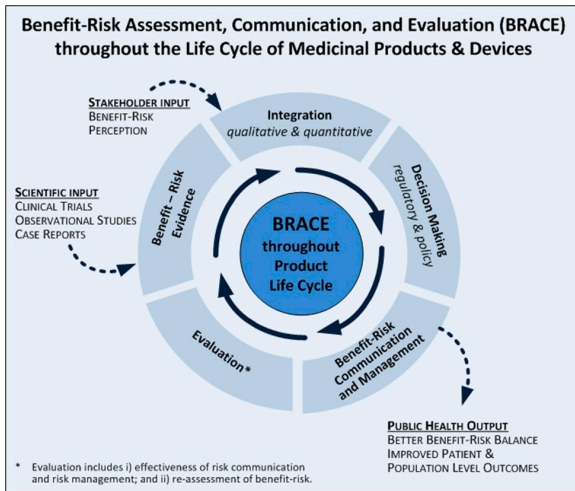 Benefit-Risk Assessment, Communication, and Evaluation (BRACE)
throughout the Life Cycle of Medicinal Products & Devices
STAKEHOLDER INPUT
BENEFIT-RISK
PERCEPTION
Integration
qualitative & quantitative
Decision Making
regulatory & policy
SCIENTIFIC INPUT
CLINICAL TRIALS
OBSERVATIONAL STUDIES
CASE REPORTS
Benefit – Risk
Evidence
BRACE
throughout
Product
Life Cycle
Evaluation*
Benefit-Risk
Communication
and Management
PUBLIC HEALTH OUTPUT
BETTER BENEFIT-RISK BALANCE
IMPROVED PATIENT &
POPULATION LEVEL OUTCOMES
* Evaluation includes i) effectiveness of risk communication
and risk management; and ii) re-assessment of benefit-risk.